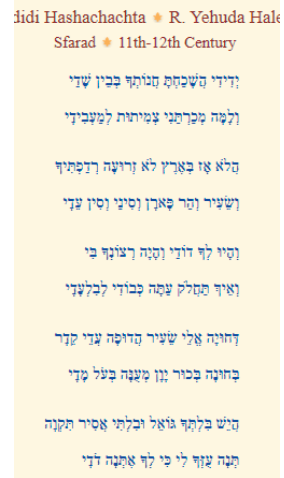 didi Hashachachta R. Yehuda Hale
Sfarad 11th-12th Century
יְדִידִי הֲשָׁכַחְתָּ חֲנוֹתְךָ בְּבֵין שָׁדָי
וְלָמָּה מְכַרְתַּנִי צְמִיתוּת לְמַעְבִידָי
הֲלֹא אָז בְּאֶרֶץ לֹא זְרוּעָה רְדַפְתִּיךָ
וְשֵׂעִיר וְהַר פָּארָן וְסִינַי וְסִין עֵדָי
וְהָיוּ לְךָ דוֹדַי וְהָיָה רְצוֹנְךָ בִּי
וְאֵיךְ תַּחֲלֹק עַתָּה כְּבוֹדִי לְבִלְעָדָי
דְּחוּיָה אֱלֵי שֵׂעִיר הֲדוּפָה עֲדֵי קֵדָר
בְּחוּנָה בְּכוּר יָוָן מְעֻנָּה בְּעֹל מָדָי
הֲיֵשׁ בִּלְתְּךָ גּוֹאֵל וּבִלְתִּי אֲסִיר תִּקְוָה
תְּנָה עֻזְּךָ לִי כִּי לְךָ אֶתְּנָה דֹדָי